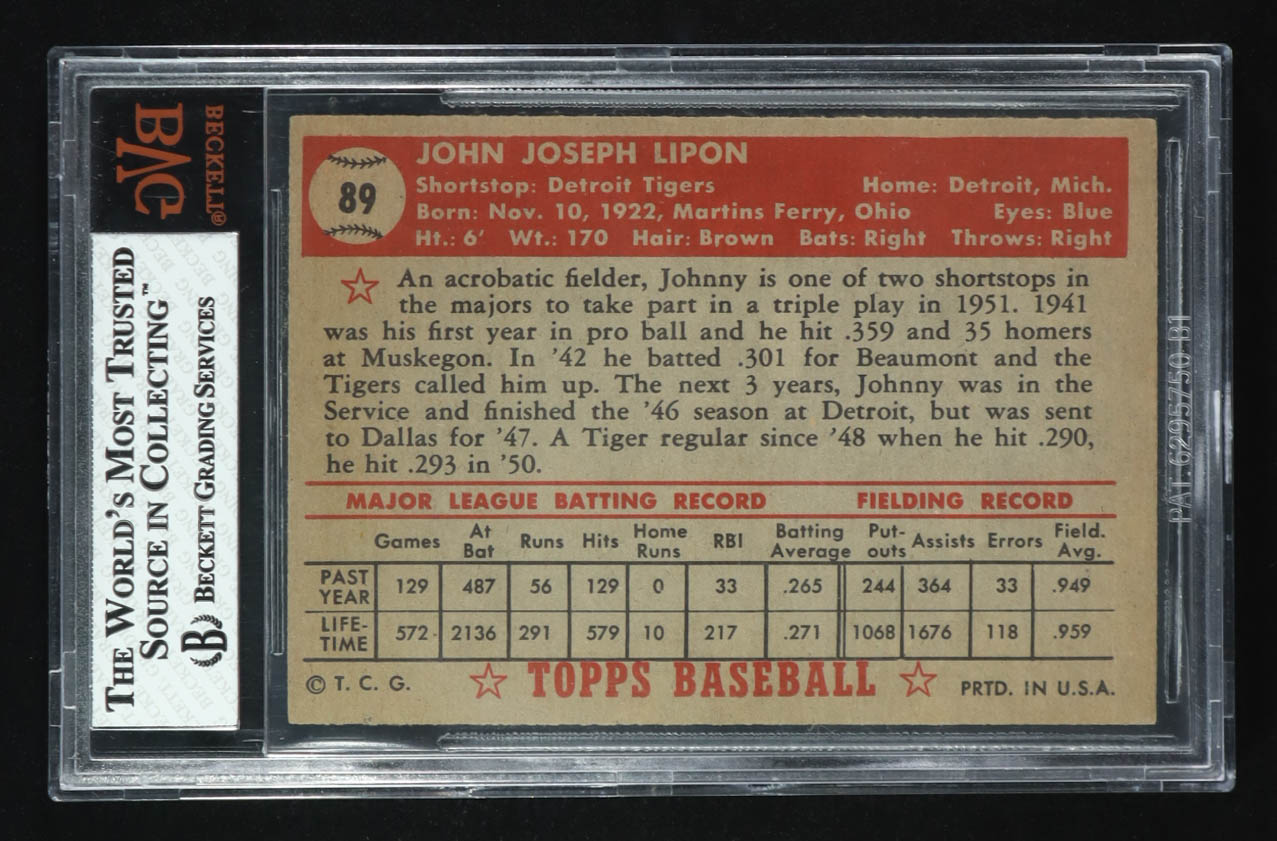 BECKETT®
BVG
THE WORLD'S MOST TRUSTED
SOURCE IN COLLECTING™
BECKETT GRADING SERVICES
89
JOHN JOSEPH LIPON
Shortstop: Detroit Tigers Home: Detroit, Mich.
Born: Nov. 10, 1922, Martins Ferry, Ohio Eyes: Blue
Ht.: 6' Wt.: 170 Hair: Brown Bats: Right Throws: Right
An acrobatic fielder, Johnny is one of two shortstops in
the majors to take part in a triple play in 1951. 1941
was his first year in pro ball and he hit .359 and 35 homers
at Muskegon. In '42 he batted .301 for Beaumont and the
Tigers called him up. The next 3 years, Johnny was in the
Service and finished the '46 season at Detroit, but was sent
to Dallas for '47. A Tiger regular since '48 when he hit .290,
he hit .293 in '50.
MAJOR LEAGUE BATTING RECORD FIELDING RECORD
Games At Bat Runs Hits Home Runs RBI Batting Average Put-outs Assists Errors Field. Avg.
PAST YEAR 129 487 56 129 0 33 .265 244 364 33 .949
LIFE-TIME 572 2136 291 579 10 217 .271 1068 1676 118 .959
© T. C. G. TOPPS BASEBALL PRTD. IN U.S.A.
PAT. 6295750 B1